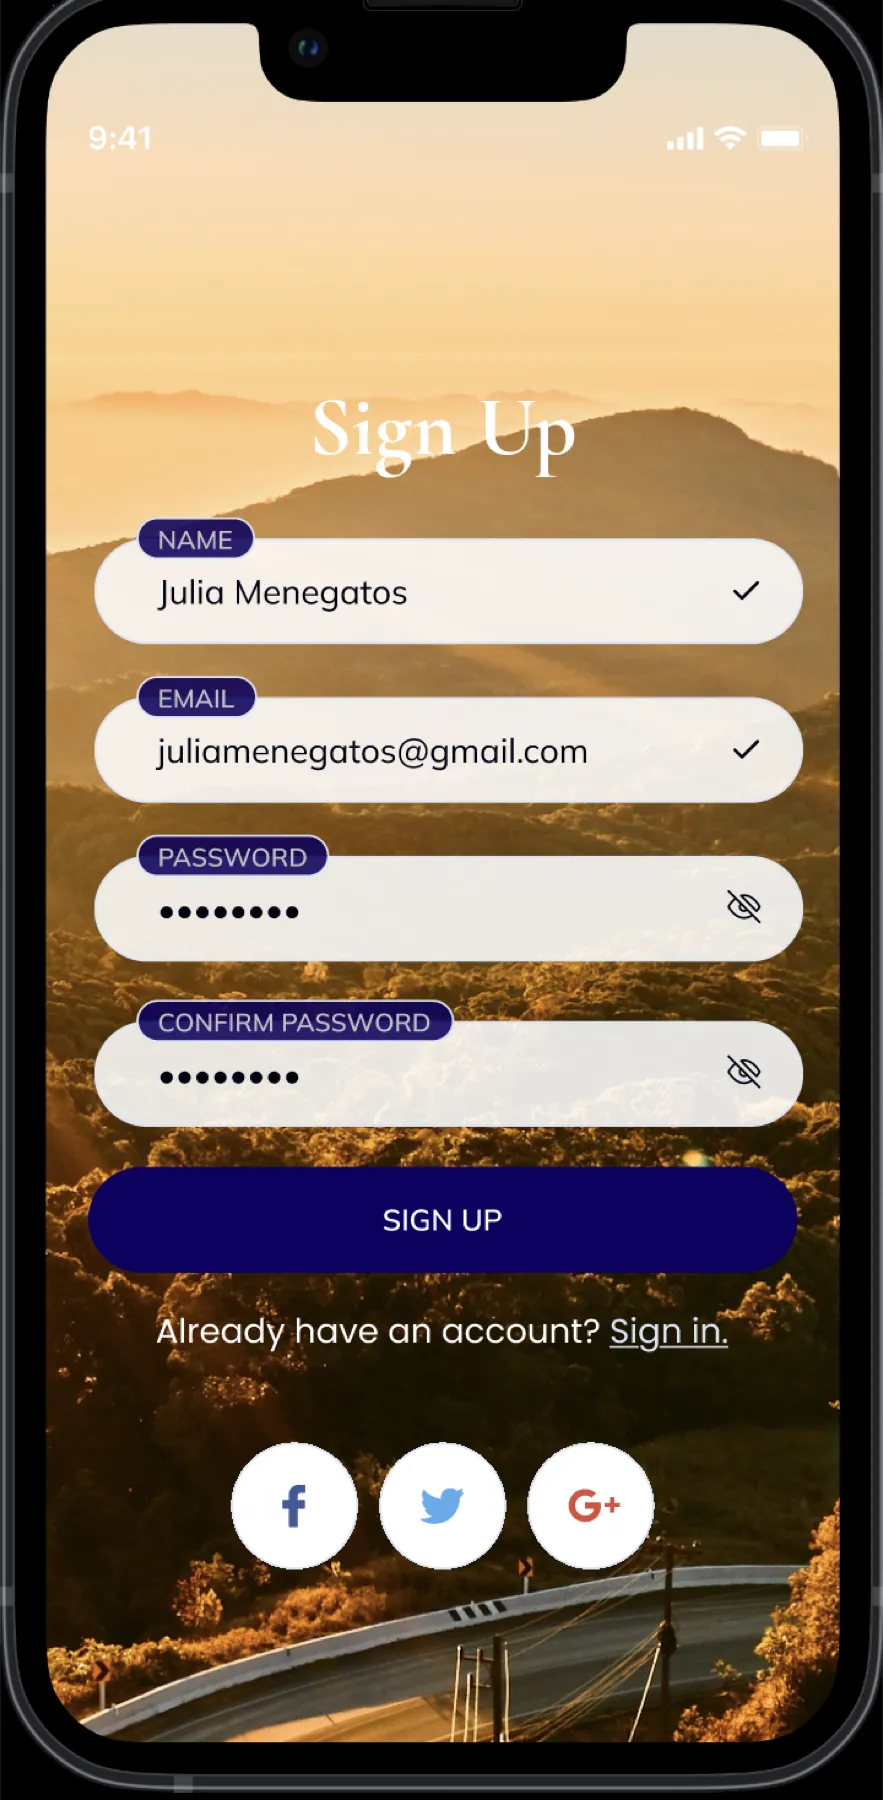 9:41
Sign Up
NAME
Julia Menegatos
EMAIL
juliamenegatos@gmail.com
PASSWORD
••••••••
CONFIRM PASSWORD
••••••••
SIGN UP
Already have an account? Sign in.
f
G+